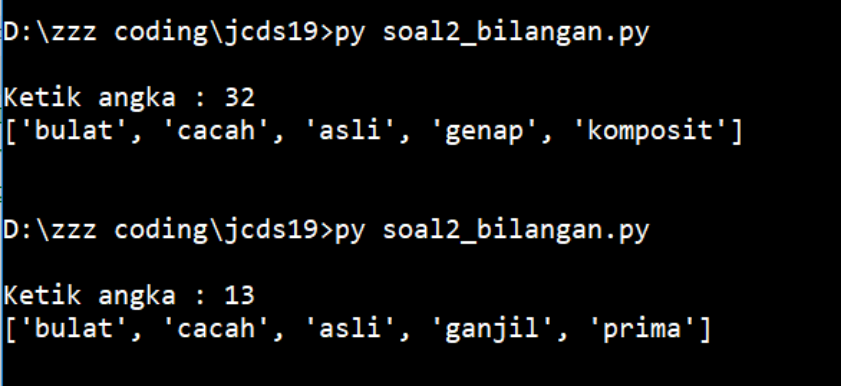 D:\zzz coding\jcds19>py soal2_bilangan.py
Ketik angka : 32
['bulat', 'cacah', 'asli', 'genap', 'komposit']
D:\zzz coding\jcds19>py soal2_bilangan.py
Ketik angka : 13
['bulat', 'cacah', 'asli', 'ganjil', 'prima']